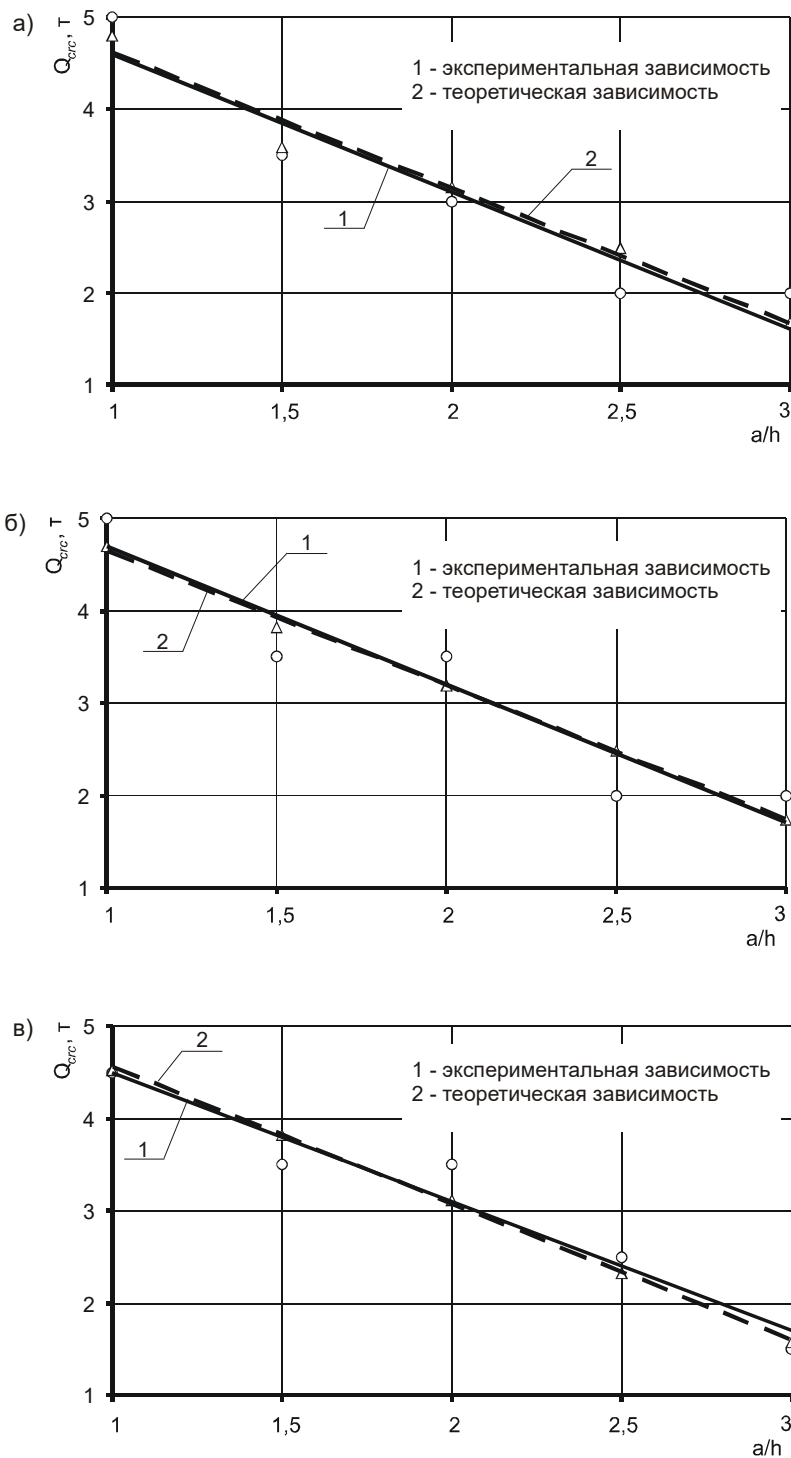 а)
Q_crc, т
5
1 - экспериментальная зависимость
2 - теоретическая зависимость
4
2
3
1
2
1
1
1,5
2
2,5
3
a/h
б)
Q_crc, т
5
1
1 - экспериментальная зависимость
2 - теоретическая зависимость
4
2
3
2
1
1
1,5
2
2,5
3
a/h
в)
Q_crc, т
5
2
1 - экспериментальная зависимость
2 - теоретическая зависимость
4
1
3
2
1
1
1,5
2
2,5
3
a/h